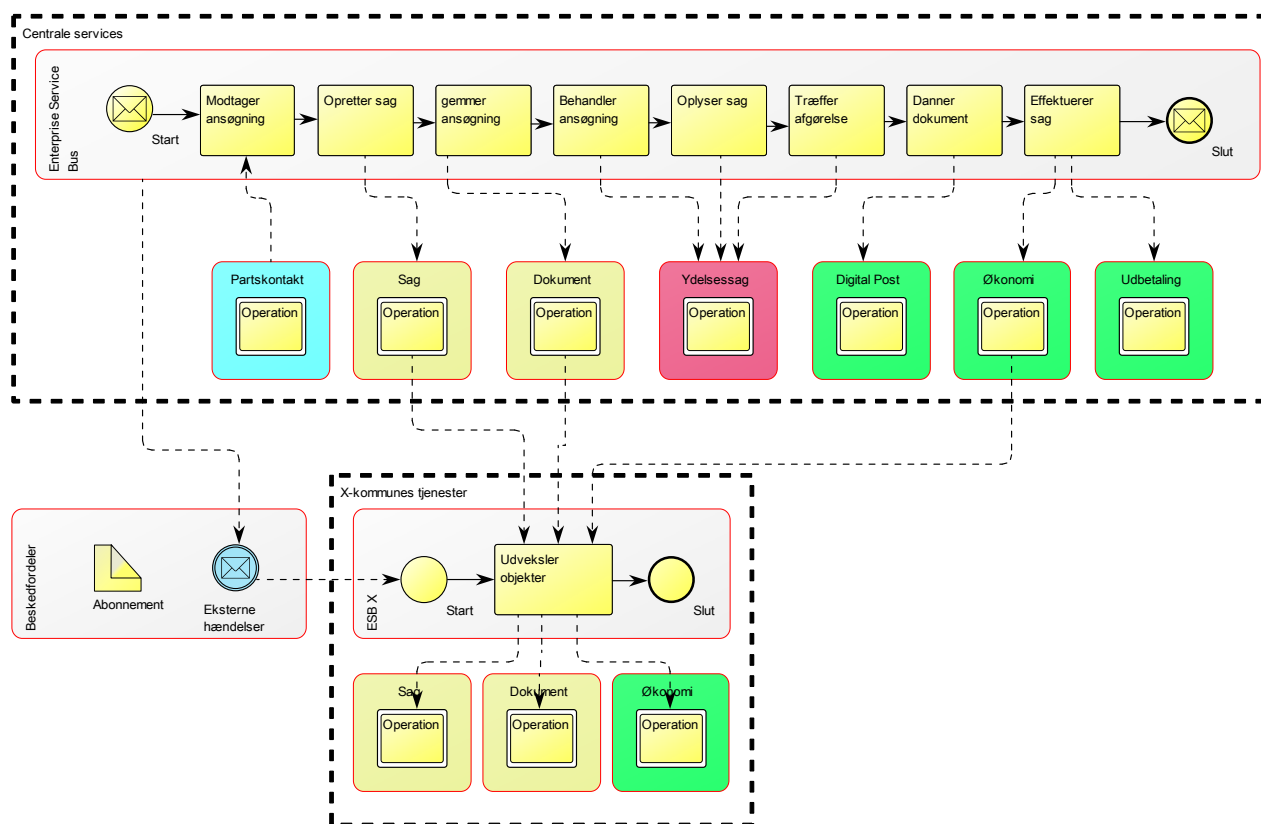 Centrale services
Enterprise Service
Bus
Start
Modtager
ansøgning
Opretter sag
gemmer
ansøgning
Behandler
ansøgning
Oplyser sag
Træffer
afgørelse
Danner
dokument
Effektuerer
sag
Slut
Partskontakt
Operation
Sag
Operation
Dokument
Operation
Ydelsessag
Operation
Digital Post
Operation
Økonomi
Operation
Udbetaling
Operation
Beskedfordeler
Abonnement
Eksterne
hændelser
X-kommunes tjenester
ESB X
Start
Udveksler
objekter
Slut
Sag
Operation
Dokument
Operation
Økonomi
Operation